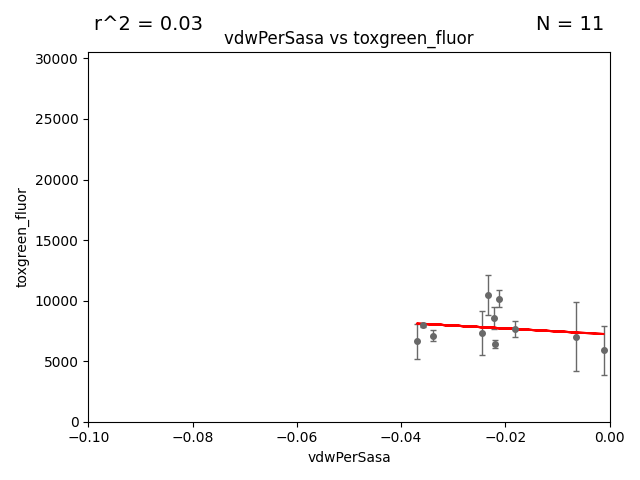 r^2 = 0.03
N = 11
vdwPerSasa vs toxgreen_fluor
30000
25000
20000
15000
10000
5000
0
toxgreen_fluor
−0.10
−0.08
−0.06
−0.04
−0.02
0.00
vdwPerSasa